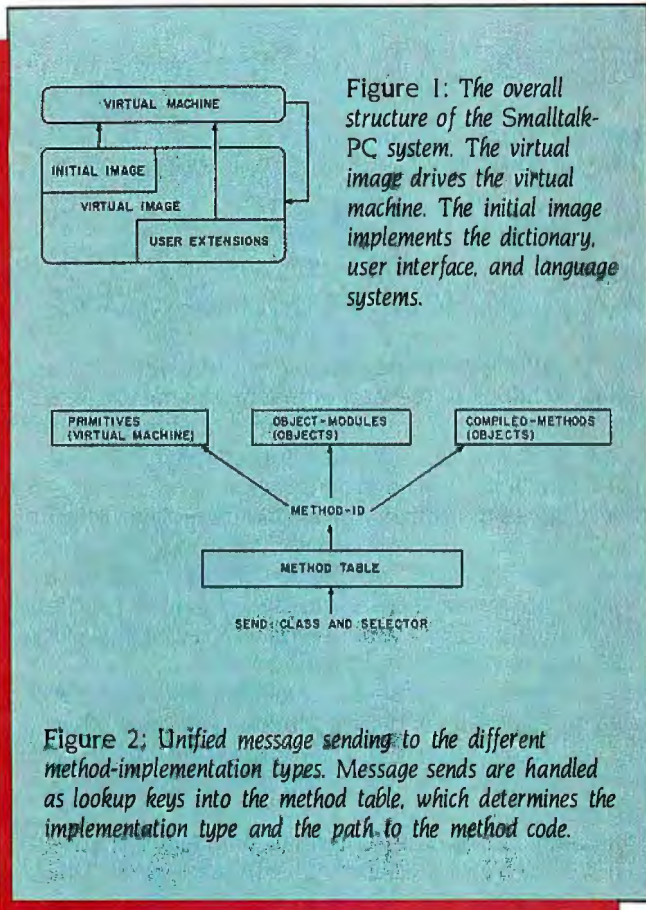 VIRTUAL MACHINE
INITIAL IMAGE
VIRTUAL IMAGE
USER EXTENSIONS
Figure 1: The overall
structure of the Smalltalk-
PC system. The virtual
image drives the virtual
machine. The initial image
implements the dictionary,
user interface, and language
systems.
PRIMITIVES
(VIRTUAL MACHINE)
OBJECT-MODULES
(OBJECTS)
COMPILED-METHODS
(OBJECTS)
METHOD-ID
METHOD TABLE
SEND: CLASS AND SELECTOR
Figure 2: Unified message sending to the different
method-implementation types. Message sends are handled
as lookup keys into the method table, which determines the
implementation type and the path to the method code.